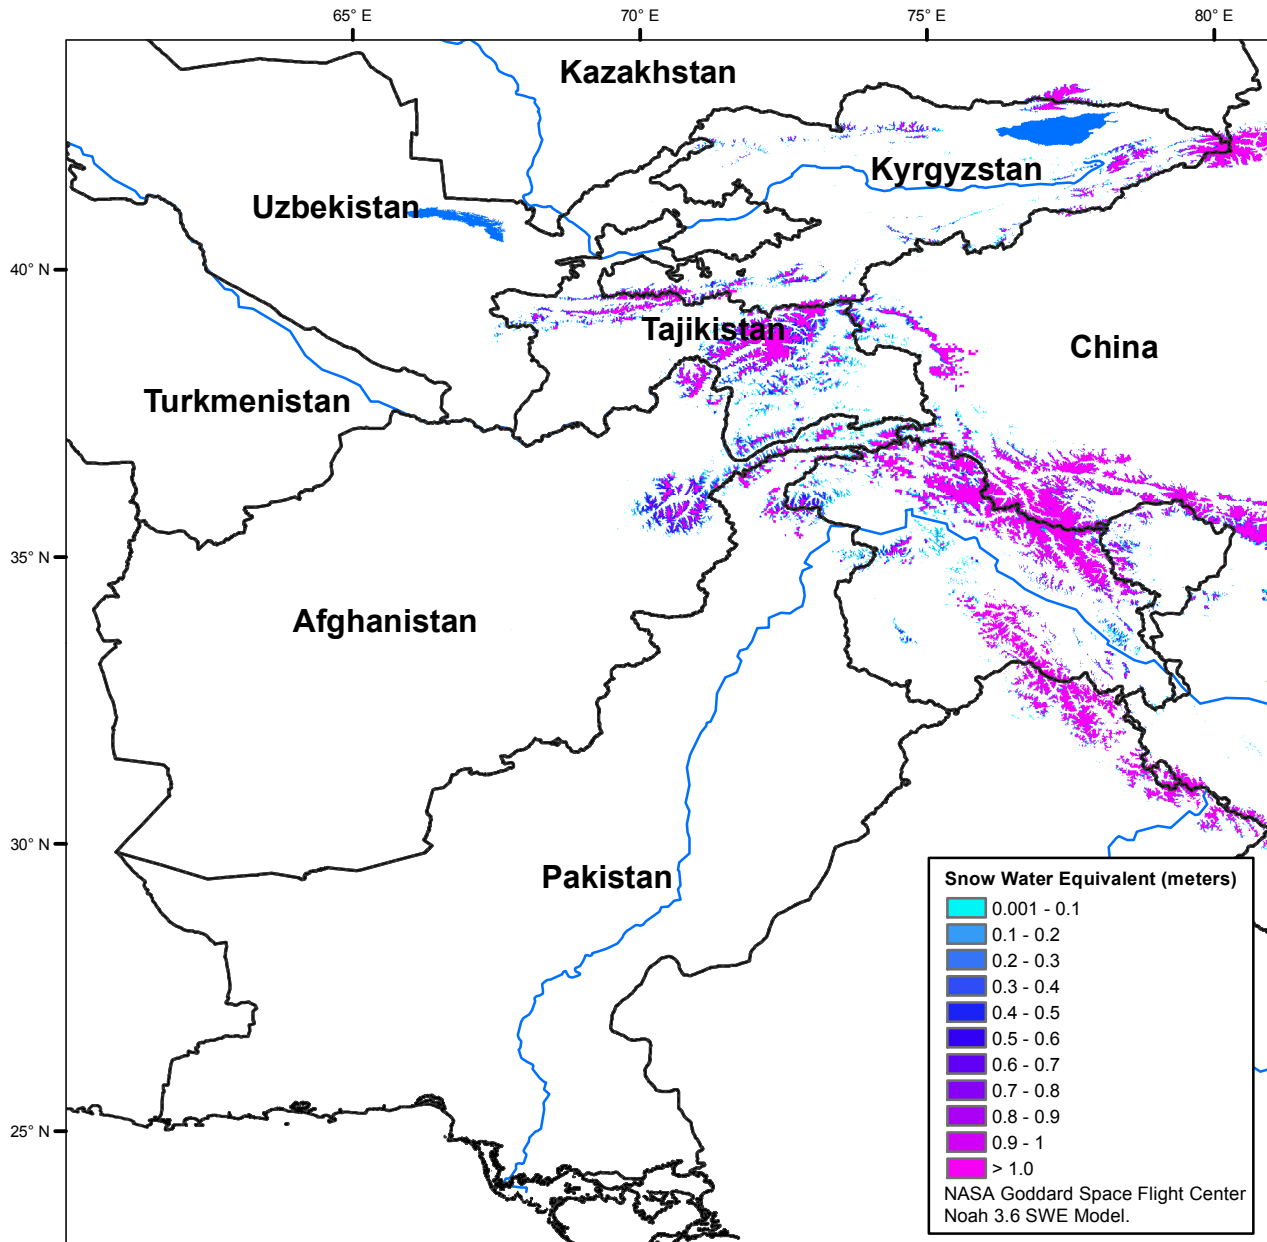 65° E
70° E
75° E
80° E
Kazakhstan
Kyrgyzstan
Uzbekistan
40° N
Tajikistan
China
Turkmenistan
35° N
Afghanistan
30° N
Pakistan
25° N
Snow Water Equivalent (meters)
0.001 - 0.1
0.1 - 0.2
0.2 - 0.3
0.3 - 0.4
0.4 - 0.5
0.5 - 0.6
0.6 - 0.7
0.7 - 0.8
0.8 - 0.9
0.9 - 1
> 1.0
NASA Goddard Space Flight Center
Noah 3.6 SWE Model.